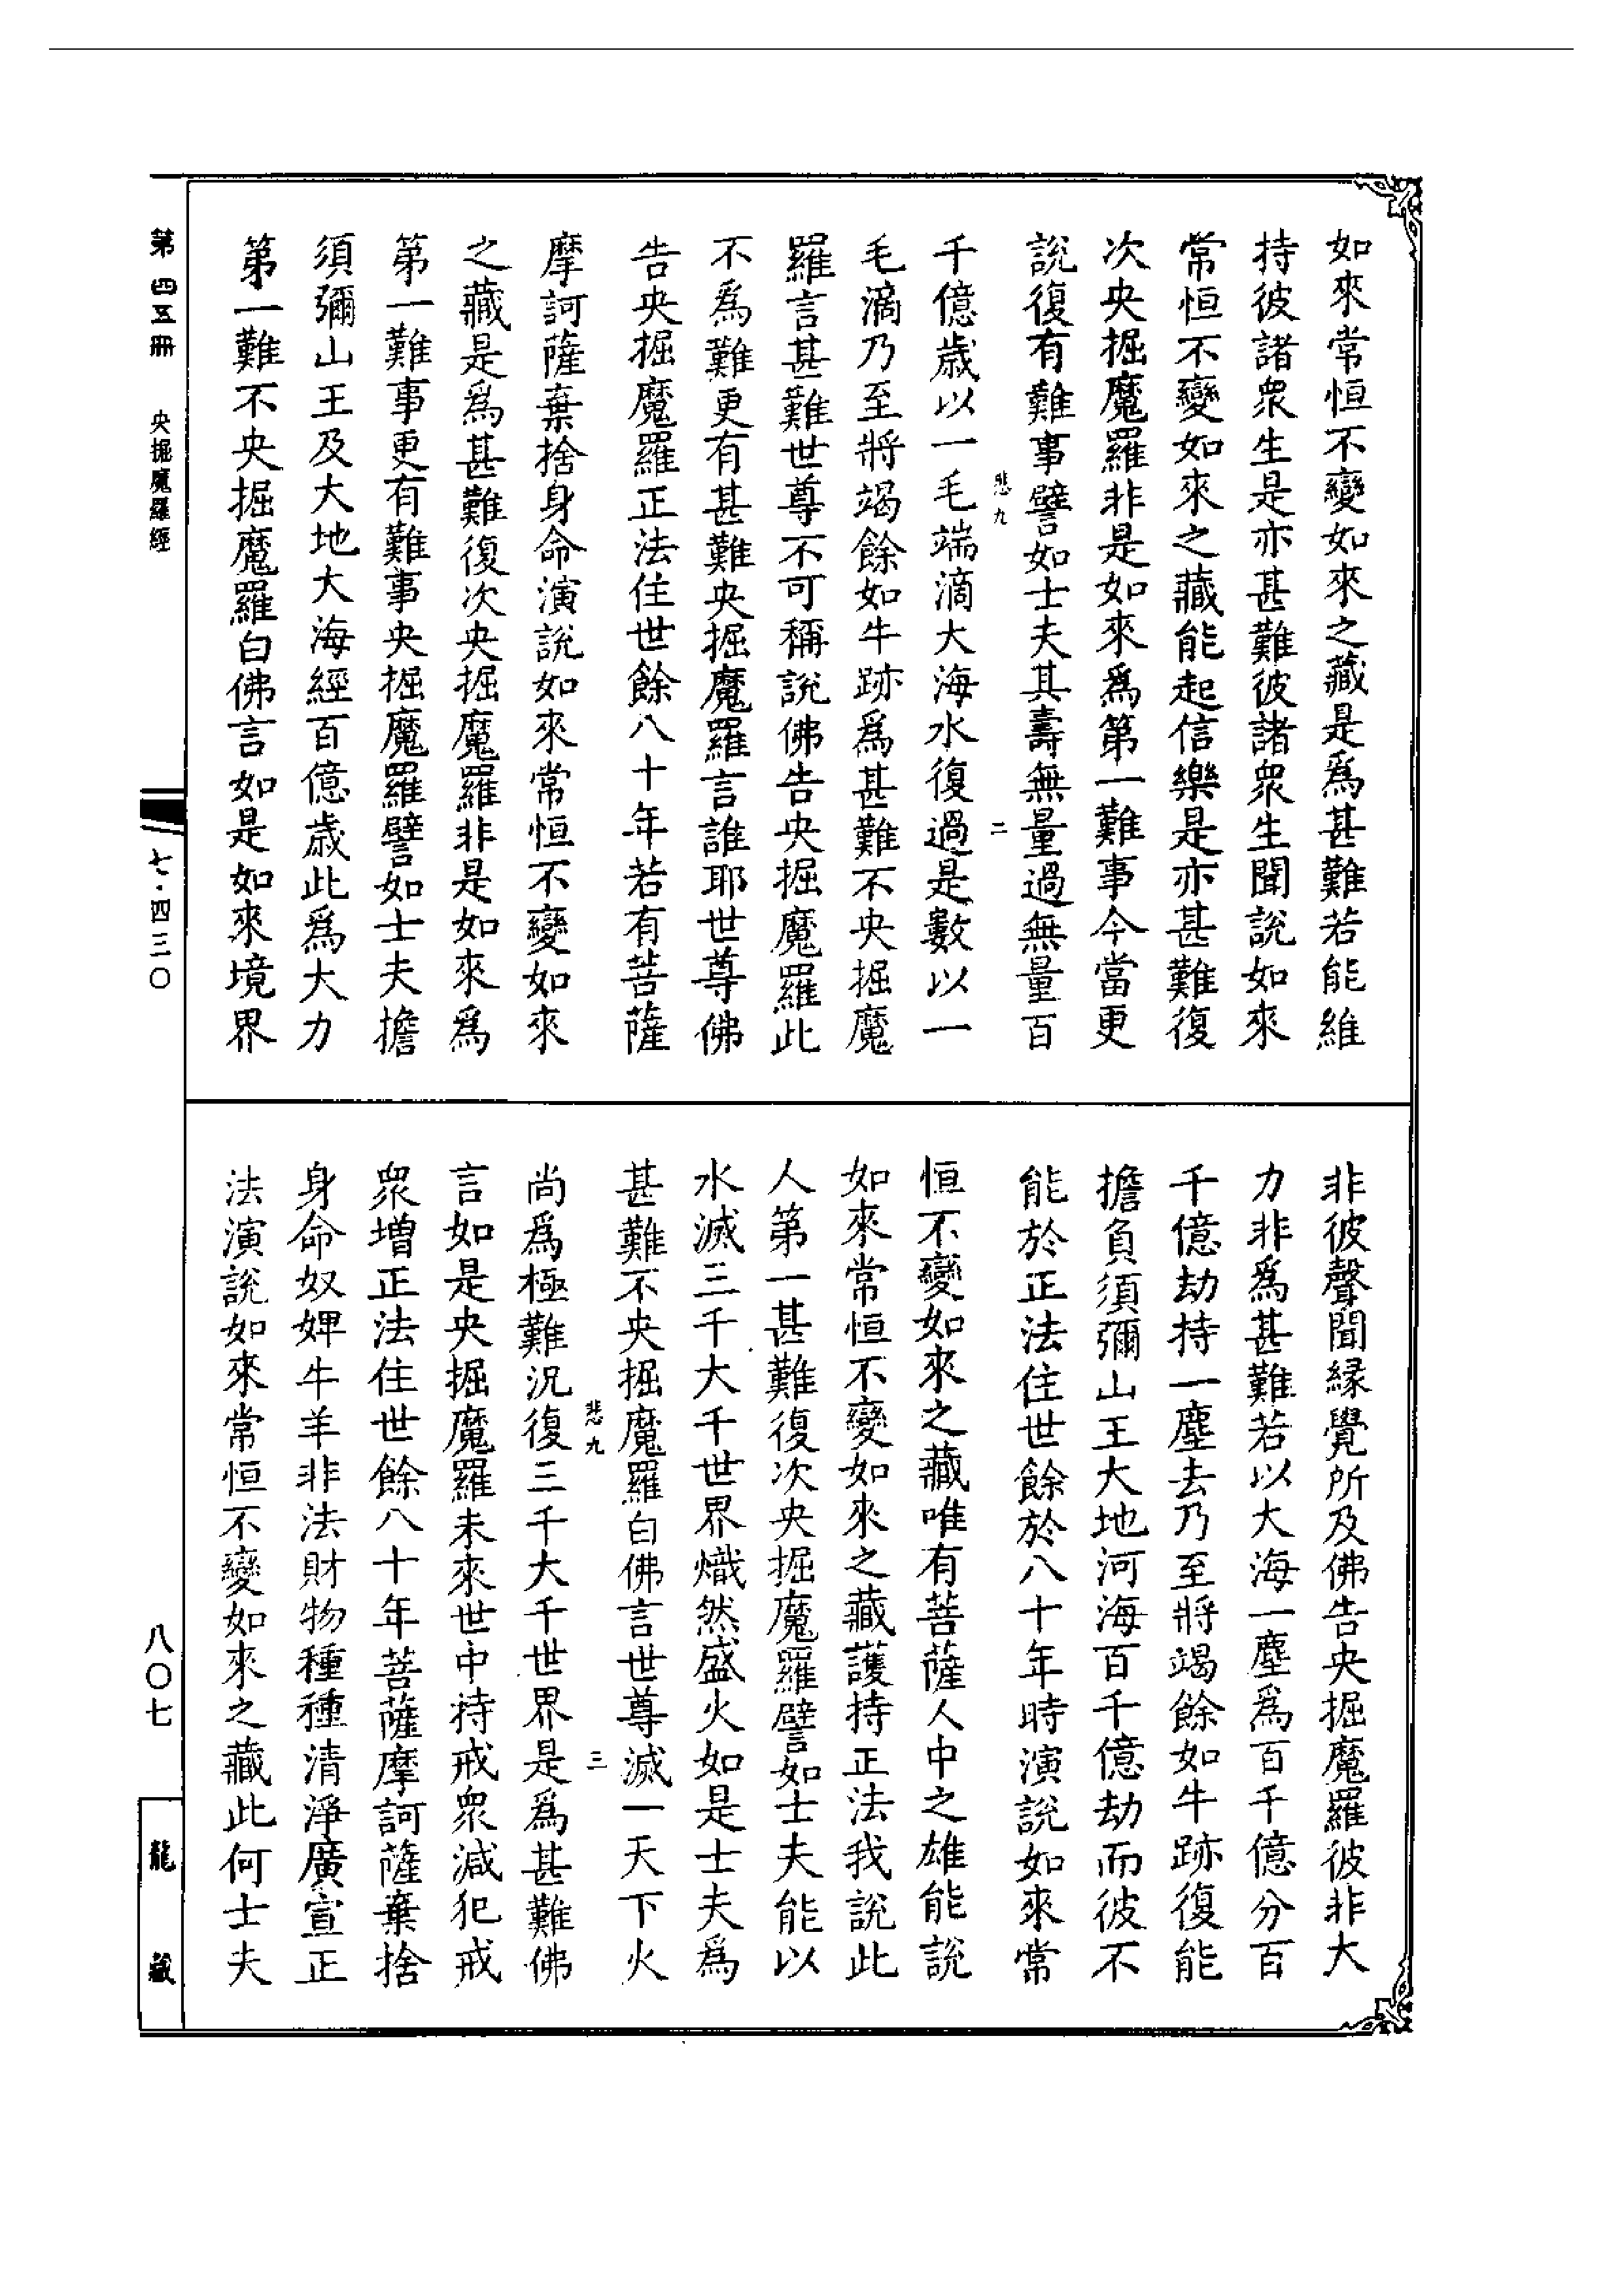 如來常恒不變如來之藏是爲甚難若能維
持彼諸衆生是亦甚難彼諸衆生聞說如來
常恒不變如來之藏能起信樂是亦甚難復
次央掘魔羅非是如來爲第一難事今當更
說復有難事譬如士夫其壽無量過無量百
悲九 二
千億歲以一毛端滴大海水復過是數以一
毛滴乃至將竭餘如牛跡爲甚難不央掘魔
羅言甚難世尊不可稱說佛告央掘魔羅此
不爲難更有甚難央掘魔羅言誰耶世尊佛
告央掘魔羅正法住世餘八十年若有菩薩
摩訶薩棄捨身命演說如來常恒不變如來
之藏是爲甚難復次央掘魔羅非是如來爲
第一難事更有難事央掘魔羅譬如士夫擔
須彌山王及大地大海經百億歲此爲大力
第一難不央掘魔羅白佛言如是如來境界
非彼聲聞緣覺所及佛告央掘魔羅彼非大
力非爲甚難若以大海一塵爲百千億分百
千億劫持一塵去乃至將竭餘如牛跡復能
擔負須彌山王大地河海百千億劫而彼不
能於正法住世餘於八十年時演說如來常
恒不變如來之藏唯有菩薩人中之雄能說
如來常恒不變如來之藏護持正法我說此
人第一甚難復次央掘魔羅譬如士夫能以
水滅三千大千世界熾然盛火如是士夫爲
甚難不央掘魔羅白佛言世尊滅一天下火
悲九 三
尚爲極難況復三千大千世界是爲甚難佛
言如是央掘魔羅未來世中持戒衆減犯戒
衆增正法住世餘八十年菩薩摩訶薩棄捨
身命奴婢牛羊非法財物種種清淨廣宣正
法演說如來常恒不變如來之藏此何士夫
第四五冊 央掘魔羅經 七·四三〇 八〇七 龍藏